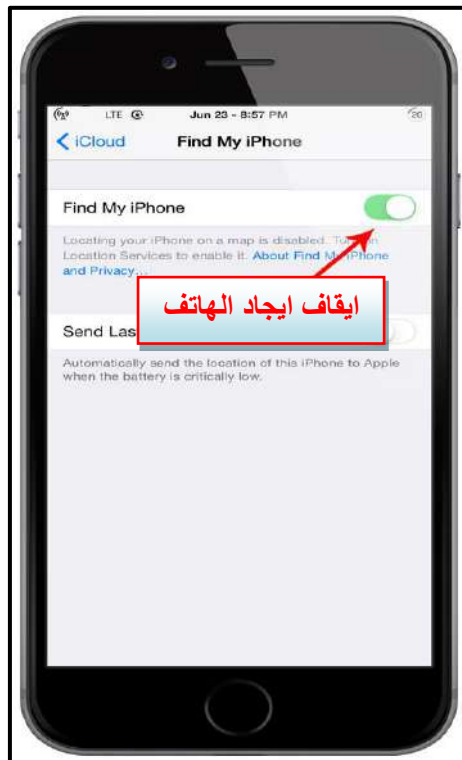 LTE Jun 23 - 8:57 PM
iCloud Find My iPhone
Find My iPhone
Locating your iPhone on a map is disabled.
Location Services to enable it. About Find My iPhone
and Privacy...
ايقاف ايجاد الهاتف
Send Las
Automatically send the location of this iPhone to Apple
when the battery is critically low.